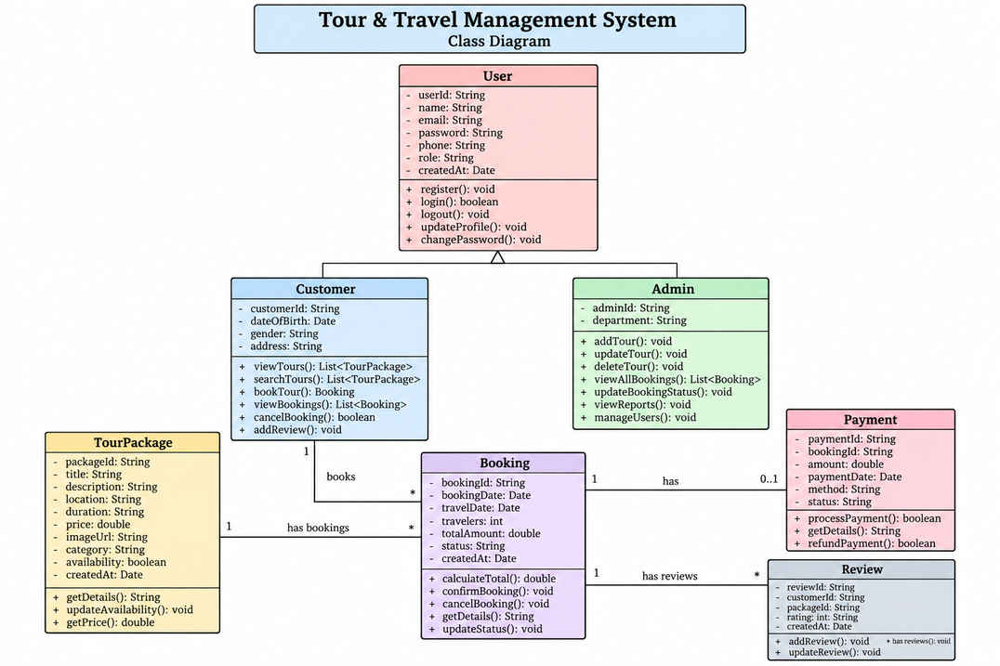 Tour & Travel Management System
Class Diagram
User
- userId: String
- name: String
- email: String
- password: String
- phone: String
- role: String
- createdAt: Date
+ register(): void
+ login(): boolean
+ logout(): void
+ updateProfile(): void
+ changePassword(): void
Customer
- customerId: String
- dateOfBirth: Date
- gender: String
- address: String
+ viewTours(): List<TourPackage>
+ searchTours(): List<TourPackage>
+ bookTour(): Booking
+ viewBookings(): List<Booking>
+ cancelBooking(): boolean
+ addReview(): void
Admin
- adminId: String
- department: String
+ addTour(): void
+ updateTour(): void
+ deleteTour(): void
+ viewAllBookings(): List<Booking>
+ updateBookingStatus(): void
+ viewReports(): void
+ manageUsers(): void
TourPackage
- packageId: String
- title: String
- description: String
- location: String
- duration: String
- price: double
- imageUrl: String
- category: String
- availability: boolean
- createdAt: Date
+ getDetails(): String
+ updateAvailability(): void
+ getPrice(): double
1
books
*
1
has bookings
*
Booking
- bookingId: String
- bookingDate: Date
- travelDate: Date
- travelers: int
- totalAmount: double
- status: String
- createdAt: Date
+ calculateTotal(): double
+ confirmBooking(): void
+ cancelBooking(): void
+ getDetails(): String
+ updateStatus(): void
1
has
0..1
1
has reviews
*
Payment
- paymentId: String
- bookingId: String
- amount: double
- paymentDate: Date
- method: String
- status: String
+ processPayment(): boolean
+ getDetails(): String
+ refundPayment(): boolean
Review
- reviewId: String
- customerId: String
- packageId: String
- rating: int: String
- createdAt: Date
+ addReview(): void + has reviews(): void
+ updateReview(): void